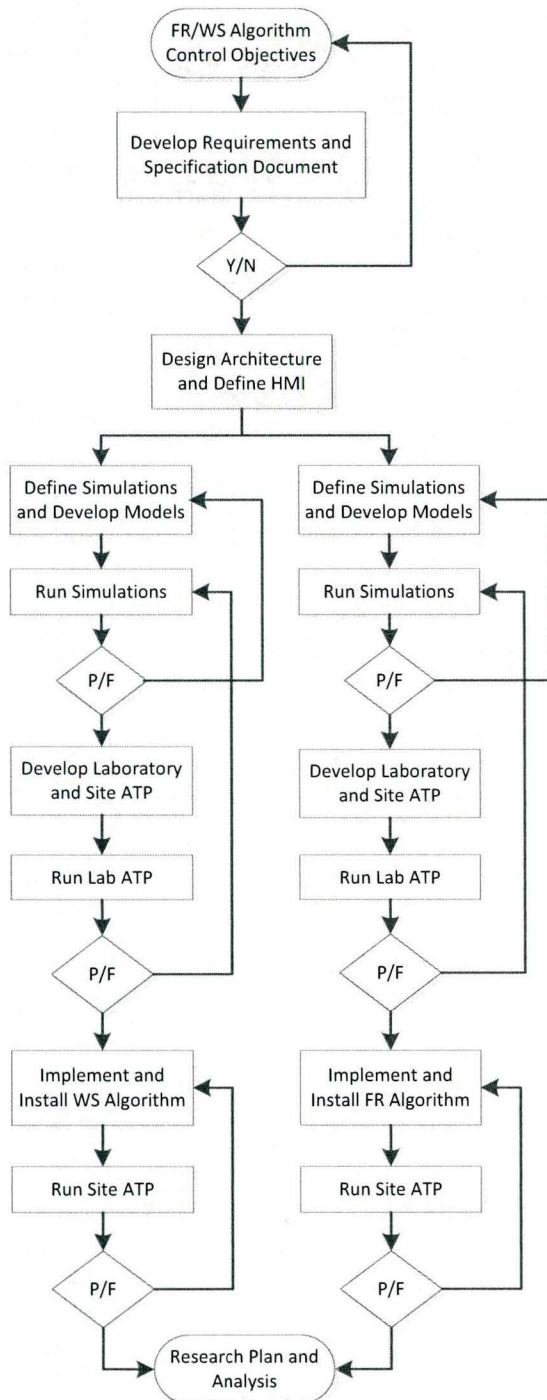 FR/WS Algorithm
Control Objectives
Develop Requirements and
Specification Document
Y/N
Design Architecture
and Define HMI
Define Simulations
and Develop Models
Run Simulations
P/F
Develop Laboratory
and Site ATP
Run Lab ATP
P/F
Implement and
Install WS Algorithm
Run Site ATP
P/F
Define Simulations
and Develop Models
Run Simulations
P/F
Develop Laboratory
and Site ATP
Run Lab ATP
P/F
Implement and
Install FR Algorithm
Run Site ATP
P/F
Research Plan and
Analysis